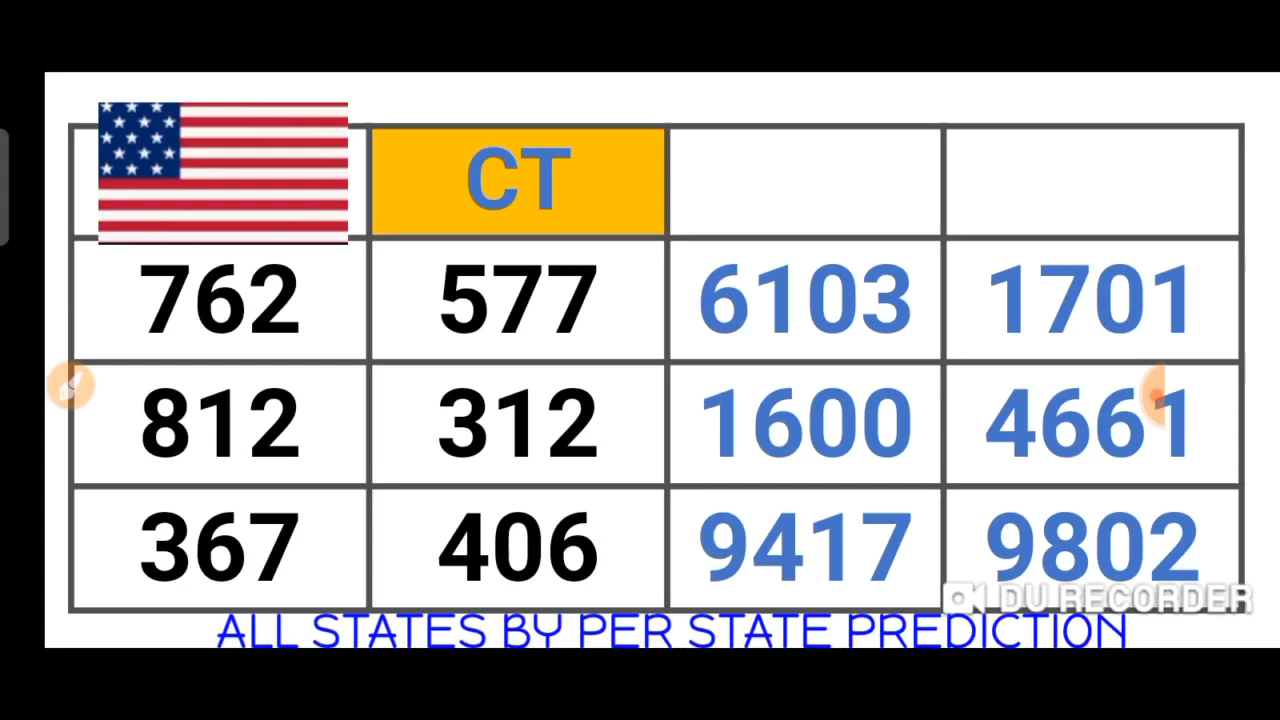 CT
762 577 6103 1701
812 312 1600 4661
367 406 9417 9802
DU RECORDER
ALL STATES BY PER STATE PREDICTION